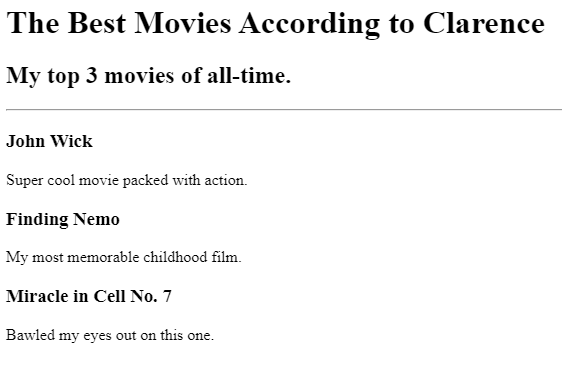 The Best Movies According to Clarence
My top 3 movies of all-time.
John Wick
Super cool movie packed with action.
Finding Nemo
My most memorable childhood film.
Miracle in Cell No. 7
Bawled my eyes out on this one.